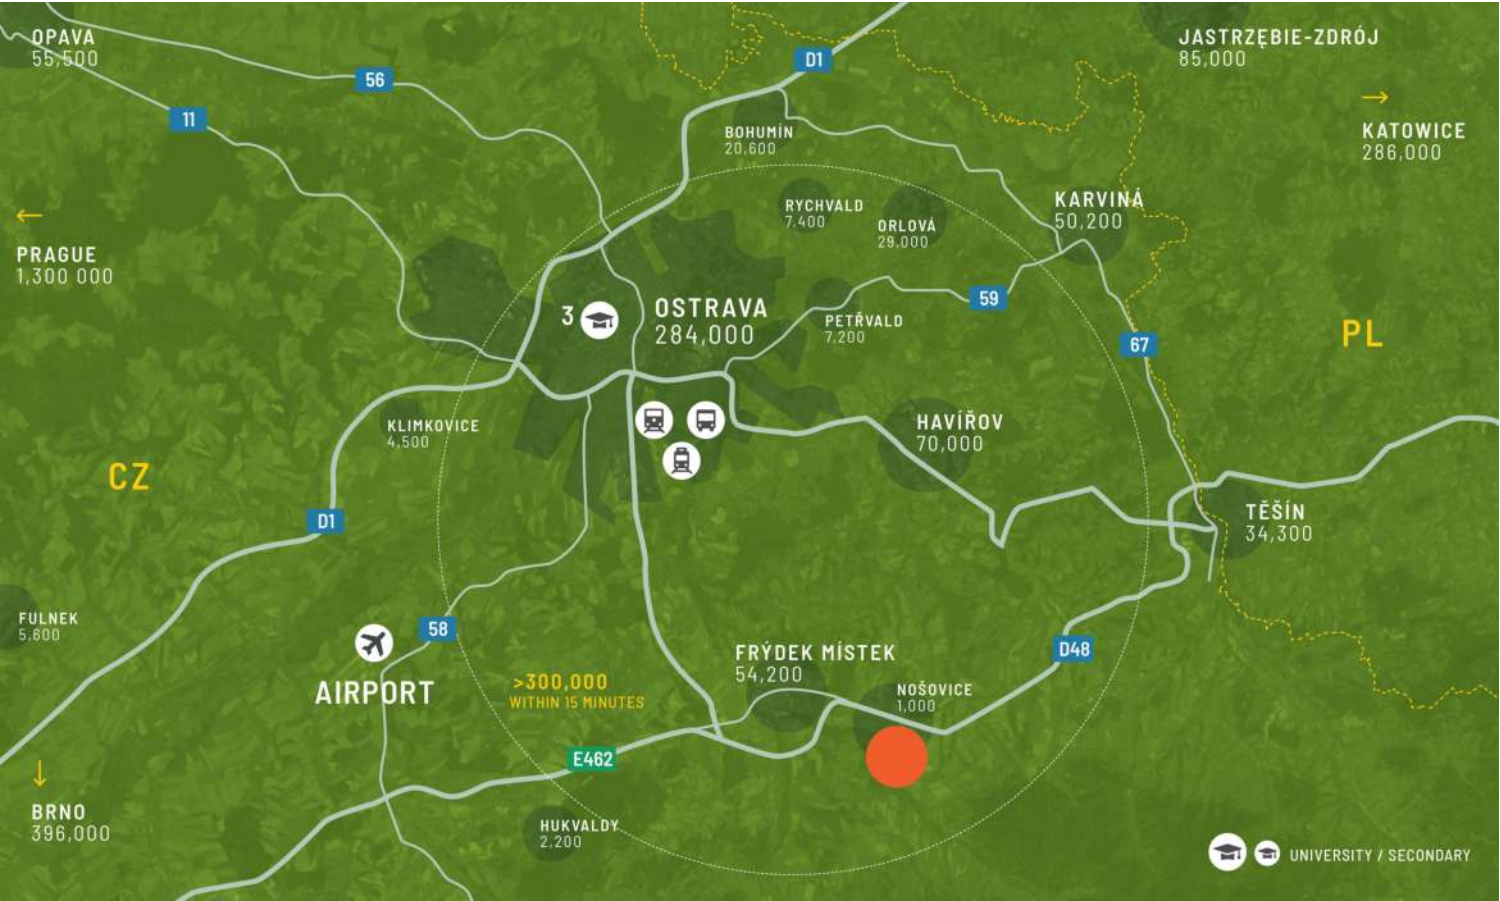 OPAVA
55,500
56
11
D1
JASTRZĘBIE-ZDRÓJ
85,000
→
KATOWICE
286,000
BOHUMÍN
20,600
RYCHVALD
7,400
ORLOVÁ
29,000
KARVINÁ
50,200
←
PRAGUE
1,300 000
3
OSTRAVA
284,000
59
PETŘVALD
7,200
67
PL
KLIMKOVICE
4,500
HAVÍŘOV
70,000
CZ
D1
TĚŠÍN
34,300
FULNEK
5,600
58
AIRPORT
>300,000
WITHIN 15 MINUTES
FRÝDEK MÍSTEK
54,200
NOŠOVICE
1,000
D48
E462
↓
BRNO
396,000
HUKVALDY
2,200
UNIVERSITY / SECONDARY